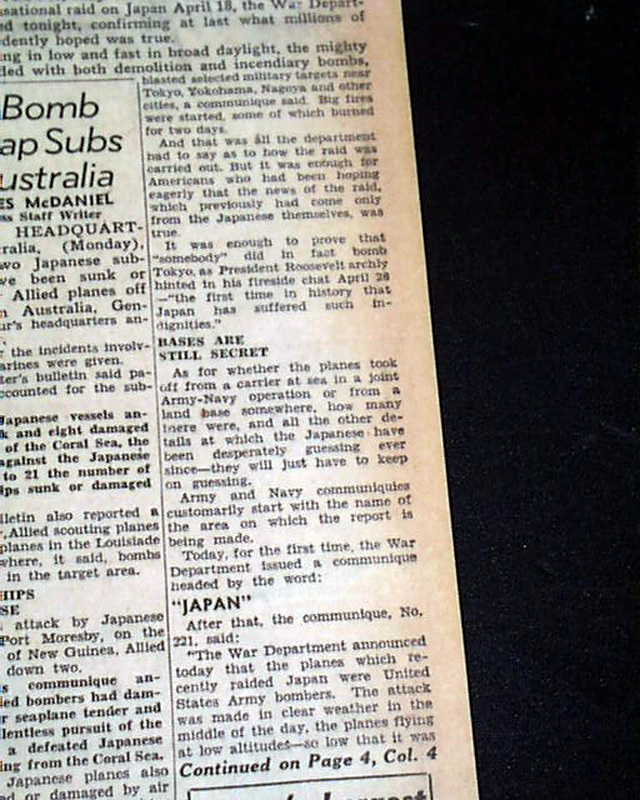 sational raid on Japan April 18, the War Depart-
ed tonight, confirming at last what millions of
dently hoped was true.
ing in low and fast in broad daylight, the mighty
ded with both demolition and incendiary bombs,
blasted selected military targets near
Tokyo, Yokohama, Nagoya and other
cities, a communique said. Big fires
were started, some of which burned
for two days.
And that was all the department
had to say as to how the raid was
carried out. But it was enough for
Americans who had been hoping
eagerly that the news of the raid,
which previously had come only
from the Japanese themselves, was
true.
It was enough to prove that
"somebody" did in fact bomb
Tokyo, as President Roosevelt archly
hinted in his fireside chat April 28
—"the first time in history that
Japan has suffered such in-
dignities."
BASES ARE
STILL SECRET
As for whether the planes took
off from a carrier at sea in a joint
Army-Navy operation or from a
land base somewhere, how many
there were, and all the other de-
tails at which the Japanese have
been desperately guessing ever
since—they will just have to keep
on guessing.
Army and Navy communiques
customarily start with the name of
the area on which the report is
being made.
Today, for the first time, the War
Department issued a communique
headed by the word:
"JAPAN"
After that, the communique, No.
221, said:
"The War Department announced
today that the planes which re-
cently raided Japan were United
States Army bombers. The attack
was made in clear weather in the
middle of the day, the planes flying
at low altitudes—so low that it was
Continued on Page 4, Col. 4
Bomb
ap Subs
ustralia
ES McDANIEL
ss Staff Writer
HEADQUART-
ralia, (Monday),
wo Japanese sub-
ve been sunk or
Allied planes off
n Australia, Gen-
ur's headquarters an-
r the incidents involv-
arines were given.
ter's bulletin said pa-
ccounted for the sub-
Japanese vessels an-
k and eight damaged
of the Coral Sea, the
against the Japanese
to 21 the number of
ips sunk or damaged
lletin also reported a
, Allied scouting planes
planes in the Louisiade
where, it said, bombs
in the target area.
HIPS
SE
attack by Japanese
Port Moresby, on the
of New Guinea, Allied
down two.
s communique an-
ied bombers had dam-
r seaplane tender and
lentless pursuit of the
a defeated Japanese
ing from the Coral Sea.
Japanese planes also
ed or damaged by air